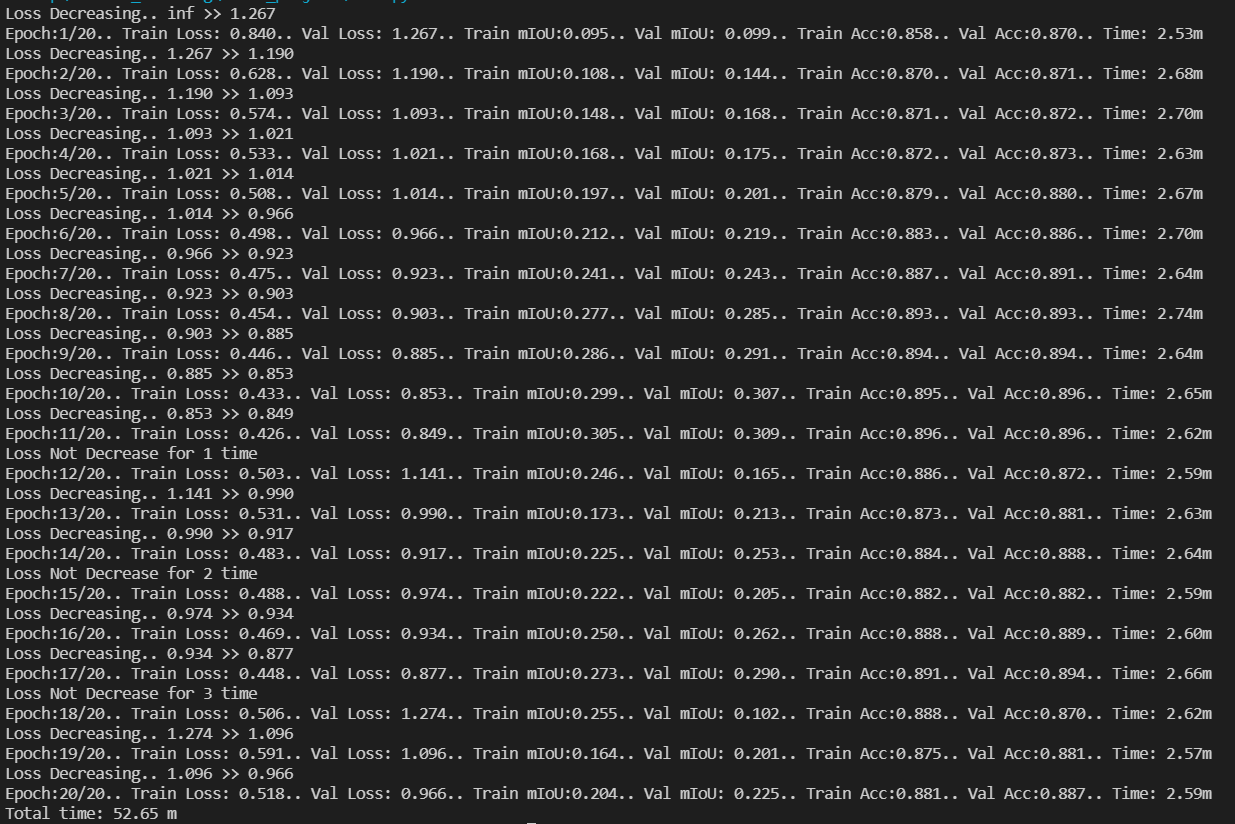 Loss Decreasing.. inf >> 1.267
Epoch:1/20.. Train Loss: 0.840.. Val Loss: 1.267.. Train mIoU:0.095.. Val mIoU: 0.099.. Train Acc:0.858.. Val Acc:0.870.. Time: 2.53m
Loss Decreasing.. 1.267 >> 1.190
Epoch:2/20.. Train Loss: 0.628.. Val Loss: 1.190.. Train mIoU:0.108.. Val mIoU: 0.144.. Train Acc:0.870.. Val Acc:0.871.. Time: 2.68m
Loss Decreasing.. 1.190 >> 1.093
Epoch:3/20.. Train Loss: 0.574.. Val Loss: 1.093.. Train mIoU:0.148.. Val mIoU: 0.168.. Train Acc:0.871.. Val Acc:0.872.. Time: 2.70m
Loss Decreasing.. 1.093 >> 1.021
Epoch:4/20.. Train Loss: 0.533.. Val Loss: 1.021.. Train mIoU:0.168.. Val mIoU: 0.175.. Train Acc:0.872.. Val Acc:0.873.. Time: 2.63m
Loss Decreasing.. 1.021 >> 1.014
Epoch:5/20.. Train Loss: 0.508.. Val Loss: 1.014.. Train mIoU:0.197.. Val mIoU: 0.201.. Train Acc:0.879.. Val Acc:0.880.. Time: 2.67m
Loss Decreasing.. 1.014 >> 0.966
Epoch:6/20.. Train Loss: 0.498.. Val Loss: 0.966.. Train mIoU:0.212.. Val mIoU: 0.219.. Train Acc:0.883.. Val Acc:0.886.. Time: 2.70m
Loss Decreasing.. 0.966 >> 0.923
Epoch:7/20.. Train Loss: 0.475.. Val Loss: 0.923.. Train mIoU:0.241.. Val mIoU: 0.243.. Train Acc:0.887.. Val Acc:0.891.. Time: 2.64m
Loss Decreasing.. 0.923 >> 0.903
Epoch:8/20.. Train Loss: 0.454.. Val Loss: 0.903.. Train mIoU:0.277.. Val mIoU: 0.285.. Train Acc:0.893.. Val Acc:0.893.. Time: 2.74m
Loss Decreasing.. 0.903 >> 0.885
Epoch:9/20.. Train Loss: 0.446.. Val Loss: 0.885.. Train mIoU:0.286.. Val mIoU: 0.291.. Train Acc:0.894.. Val Acc:0.894.. Time: 2.64m
Loss Decreasing.. 0.885 >> 0.853
Epoch:10/20.. Train Loss: 0.433.. Val Loss: 0.853.. Train mIoU:0.299.. Val mIoU: 0.307.. Train Acc:0.895.. Val Acc:0.896.. Time: 2.65m
Loss Decreasing.. 0.853 >> 0.849
Epoch:11/20.. Train Loss: 0.426.. Val Loss: 0.849.. Train mIoU:0.305.. Val mIoU: 0.309.. Train Acc:0.896.. Val Acc:0.896.. Time: 2.62m
Loss Not Decrease for 1 time
Epoch:12/20.. Train Loss: 0.503.. Val Loss: 1.141.. Train mIoU:0.246.. Val mIoU: 0.165.. Train Acc:0.886.. Val Acc:0.872.. Time: 2.59m
Loss Decreasing.. 1.141 >> 0.990
Epoch:13/20.. Train Loss: 0.531.. Val Loss: 0.990.. Train mIoU:0.173.. Val mIoU: 0.213.. Train Acc:0.873.. Val Acc:0.881.. Time: 2.63m
Loss Decreasing.. 0.990 >> 0.917
Epoch:14/20.. Train Loss: 0.483.. Val Loss: 0.917.. Train mIoU:0.225.. Val mIoU: 0.253.. Train Acc:0.884.. Val Acc:0.888.. Time: 2.64m
Loss Not Decrease for 2 time
Epoch:15/20.. Train Loss: 0.488.. Val Loss: 0.974.. Train mIoU:0.222.. Val mIoU: 0.205.. Train Acc:0.882.. Val Acc:0.882.. Time: 2.59m
Loss Decreasing.. 0.974 >> 0.934
Epoch:16/20.. Train Loss: 0.469.. Val Loss: 0.934.. Train mIoU:0.250.. Val mIoU: 0.262.. Train Acc:0.888.. Val Acc:0.889.. Time: 2.60m
Loss Decreasing.. 0.934 >> 0.877
Epoch:17/20.. Train Loss: 0.448.. Val Loss: 0.877.. Train mIoU:0.273.. Val mIoU: 0.290.. Train Acc:0.891.. Val Acc:0.894.. Time: 2.66m
Loss Not Decrease for 3 time
Epoch:18/20.. Train Loss: 0.506.. Val Loss: 1.274.. Train mIoU:0.255.. Val mIoU: 0.102.. Train Acc:0.888.. Val Acc:0.870.. Time: 2.62m
Loss Decreasing.. 1.274 >> 1.096
Epoch:19/20.. Train Loss: 0.591.. Val Loss: 1.096.. Train mIoU:0.164.. Val mIoU: 0.201.. Train Acc:0.875.. Val Acc:0.881.. Time: 2.57m
Loss Decreasing.. 1.096 >> 0.966
Epoch:20/20.. Train Loss: 0.518.. Val Loss: 0.966.. Train mIoU:0.204.. Val mIoU: 0.225.. Train Acc:0.881.. Val Acc:0.887.. Time: 2.59m
Total time: 52.65 m